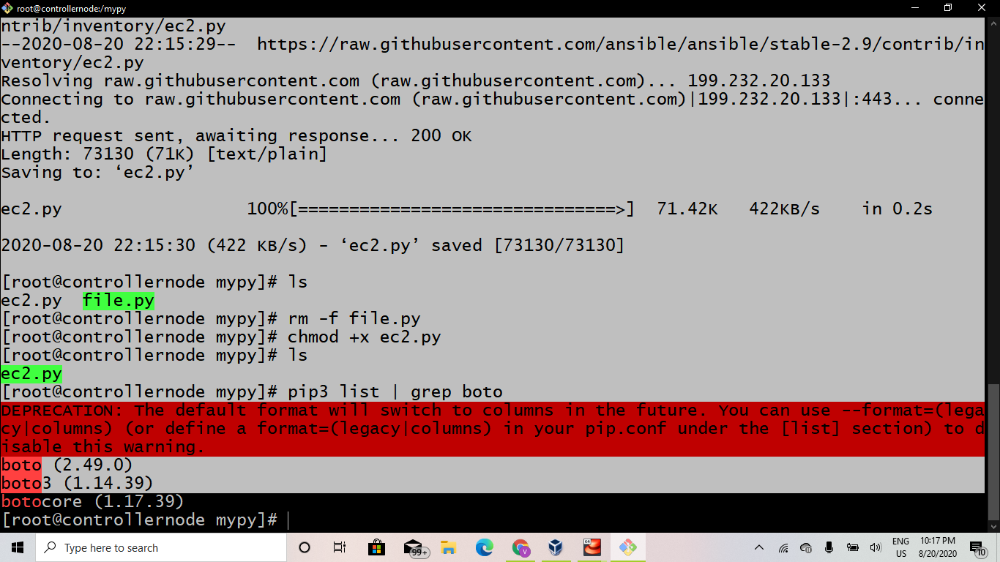 root@controllernode:/mypy
ntrib/inventory/ec2.py
--2020-08-20 22:15:29--  https://raw.githubusercontent.com/ansible/ansible/stable-2.9/contrib/in
ventory/ec2.py
Resolving raw.githubusercontent.com (raw.githubusercontent.com)... 199.232.20.133
Connecting to raw.githubusercontent.com (raw.githubusercontent.com)|199.232.20.133|:443... conne
cted.
HTTP request sent, awaiting response... 200 OK
Length: 73130 (71K) [text/plain]
Saving to: ‘ec2.py’
ec2.py                  100%[===============================>]  71.42K   422KB/s    in 0.2s
2020-08-20 22:15:30 (422 KB/s) - ‘ec2.py’ saved [73130/73130]
[root@controllernode mypy]# ls
ec2.py  file.py
[root@controllernode mypy]# rm -f file.py
[root@controllernode mypy]# chmod +x ec2.py
[root@controllernode mypy]# ls
ec2.py
[root@controllernode mypy]# pip3 list | grep boto
DEPRECATION: The default format will switch to columns in the future. You can use --format=(lega
cy|columns) (or define a format=(legacy|columns) in your pip.conf under the [list] section) to d
isable this warning.
boto (2.49.0)
boto3 (1.14.39)
botocore (1.17.39)
[root@controllernode mypy]#
Type here to search
99+
V
64
ENG
US
10:17 PM
8/20/2020
10